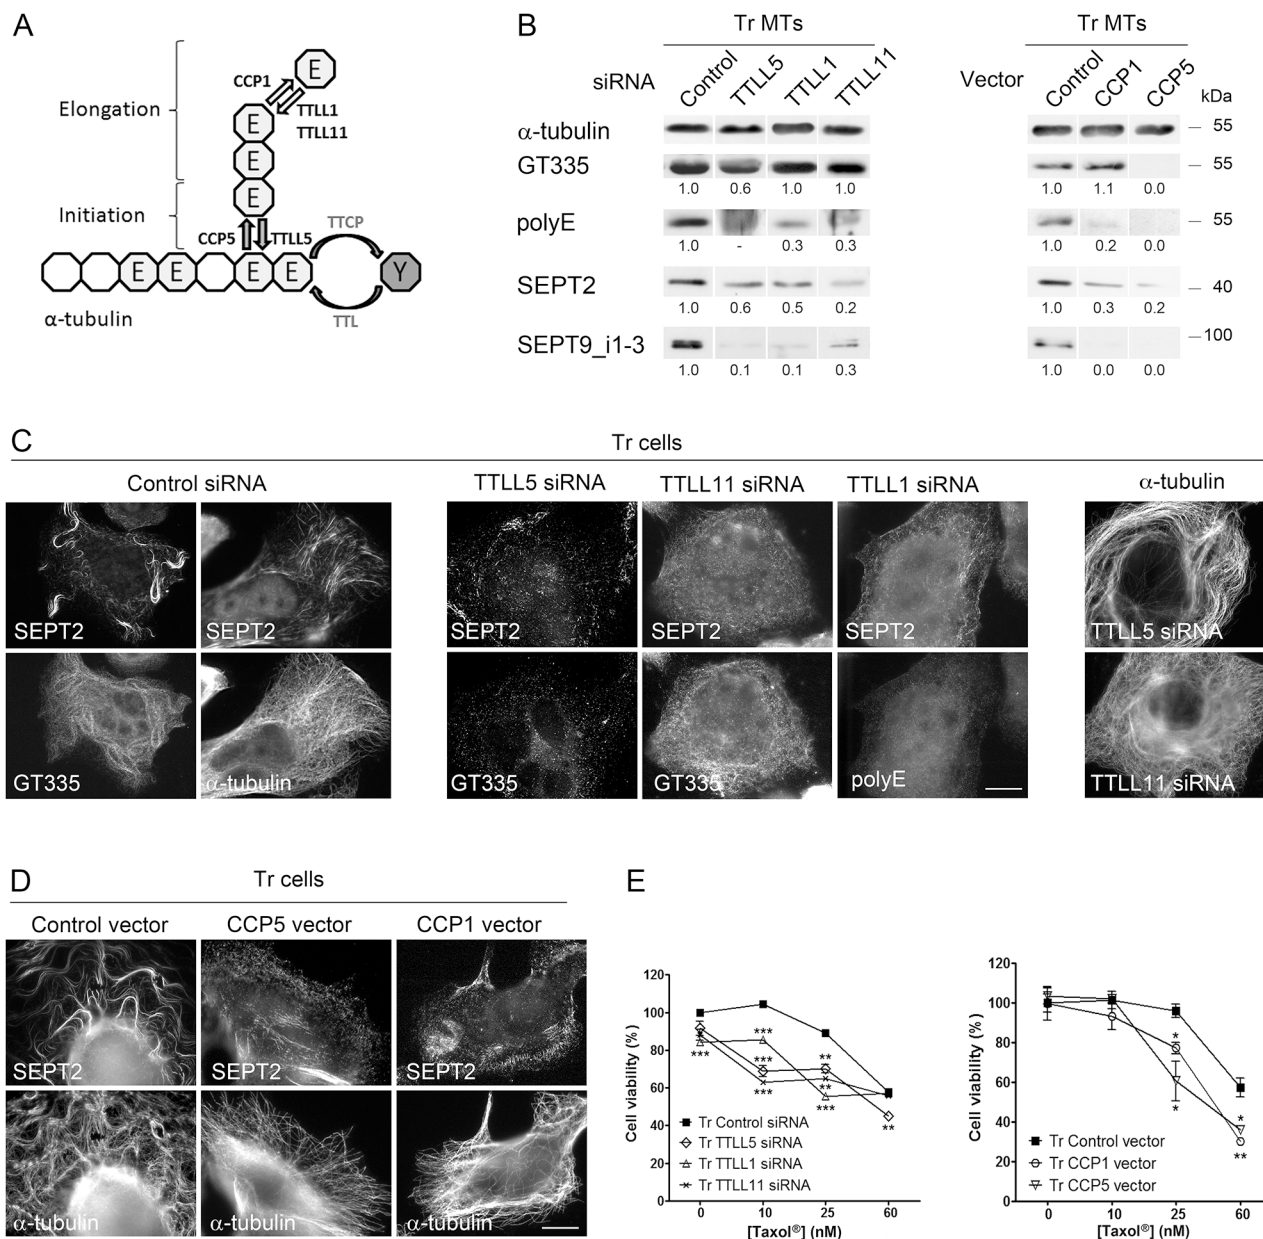 A
Elongation
Initiation
CCP1
E
TTLL1
TTLL11
E
E
E
CCP5
TTLL5
TTCP
E E E E
Y
TTL
α-tubulin
B
Tr MTs
siRNA
Control TTLL5 TTLL1 TTLL11
Tr MTs
Vector
Control CCP1 CCP5
kDa
α-tubulin
55
GT335
55
1.0 0.6 1.0 1.0
1.0 1.1 0.0
polyE
55
1.0 - 0.3 0.3
1.0 0.2 0.0
SEPT2
40
1.0 0.6 0.5 0.2
1.0 0.3 0.2
SEPT9_i1-3
100
1.0 0.1 0.1 0.3
1.0 0.0 0.0
C
Tr cells
Control siRNA
TTLL5 siRNA
TTLL11 siRNA
TTLL1 siRNA
α-tubulin
SEPT2
SEPT2
SEPT2
SEPT2
SEPT2
TTLL5 siRNA
GT335
α-tubulin
GT335
GT335
polyE
TTLL11 siRNA
D
Tr cells
Control vector
CCP5 vector
CCP1 vector
SEPT2
SEPT2
SEPT2
α-tubulin
α-tubulin
α-tubulin
E
Cell viability (%)
120
100
80
60
40
20
0
***
***
***
***
**
**
***
**
Tr Control siRNA
Tr TTLL5 siRNA
Tr TTLL1 siRNA
Tr TTLL11 siRNA
0 10 25 60
[Taxol®] (nM)
Cell viability (%)
120
100
80
60
40
20
0
*
*
*
**
Tr Control vector
Tr CCP1 vector
Tr CCP5 vector
0 10 25 60
[Taxol®] (nM)